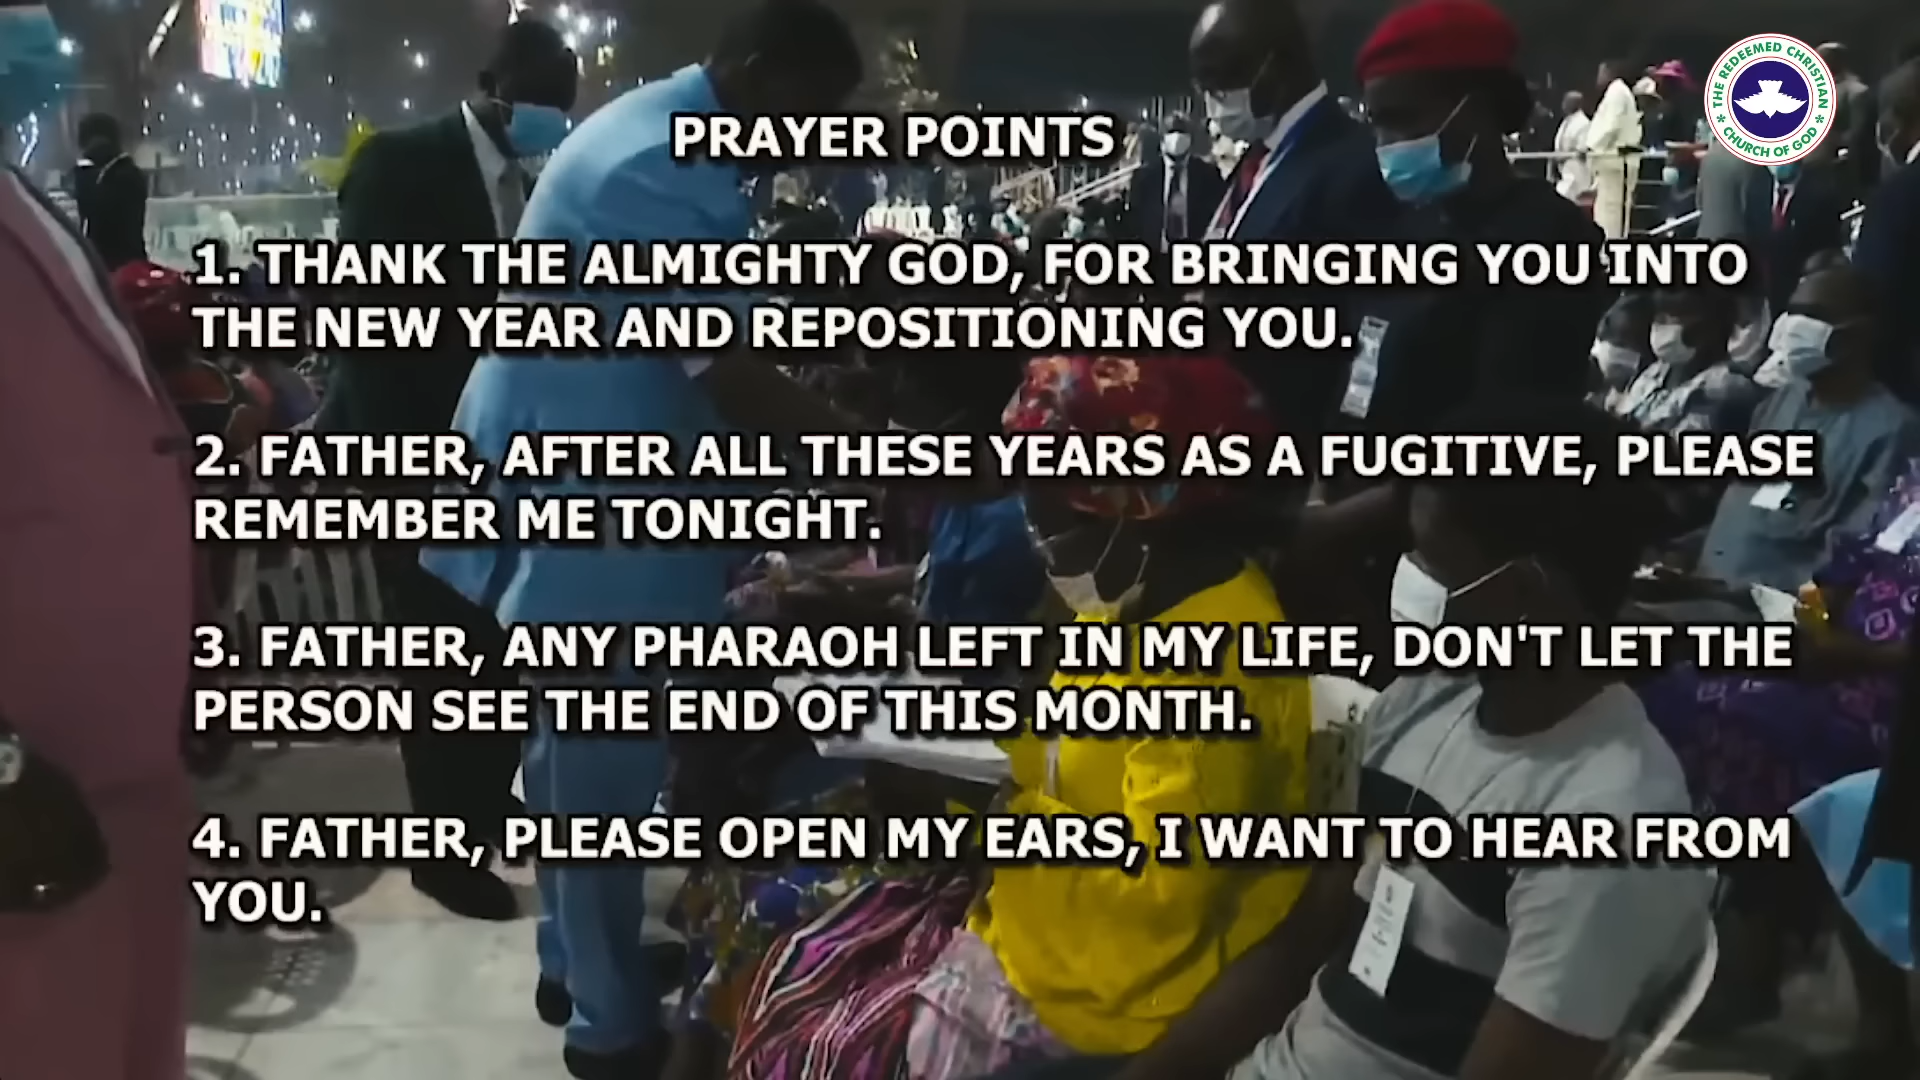 THE REDEEMED CHRISTIAN
CHURCH OF GOD
PRAYER POINTS
1. THANK THE ALMIGHTY GOD, FOR BRINGING YOU INTO
THE NEW YEAR AND REPOSITIONING YOU.
2. FATHER, AFTER ALL THESE YEARS AS A FUGITIVE, PLEASE
REMEMBER ME TONIGHT.
3. FATHER, ANY PHARAOH LEFT IN MY LIFE, DON'T LET THE
PERSON SEE THE END OF THIS MONTH.
4. FATHER, PLEASE OPEN MY EARS, I WANT TO HEAR FROM
YOU.